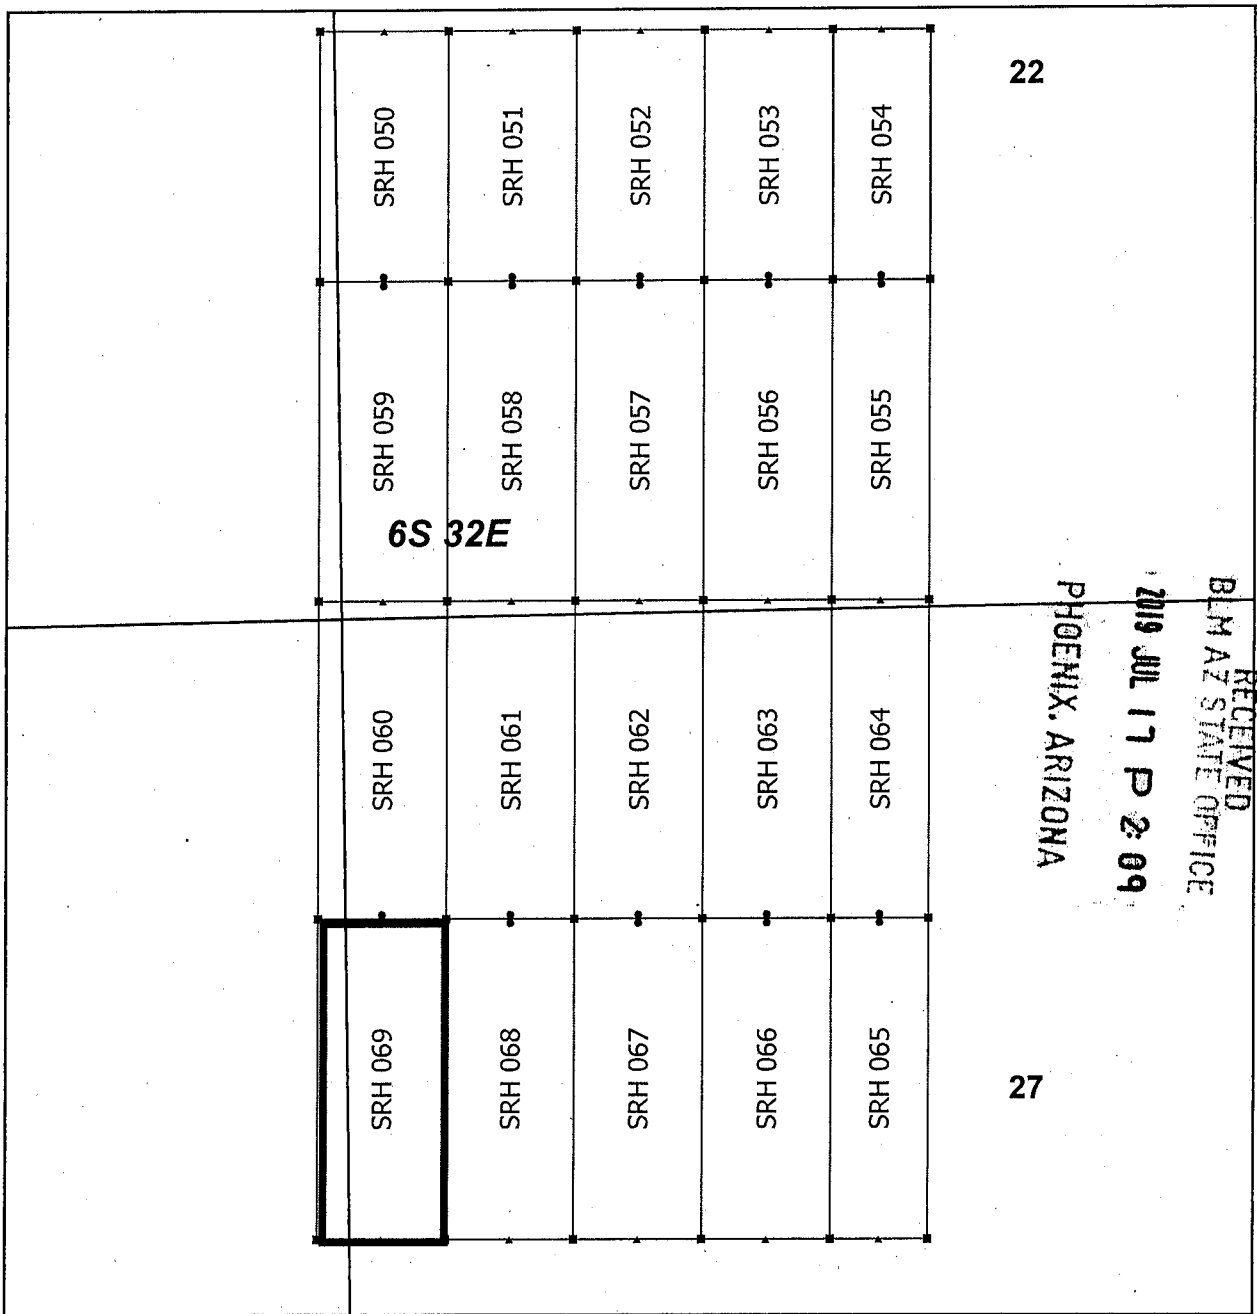 22
SRH 050
SRH 051
SRH 052
SRH 053
SRH 054
SRH 059
SRH 058
SRH 057
SRH 056
SRH 055
6S 32E
RECEIVED
BLM AZ STATE OFFICE
2019 JUL 17 P 2:09
PHOENIX, ARIZONA
SRH 060
SRH 061
SRH 062
SRH 063
SRH 064
SRH 069
SRH 068
SRH 067
SRH 066
SRH 065
27